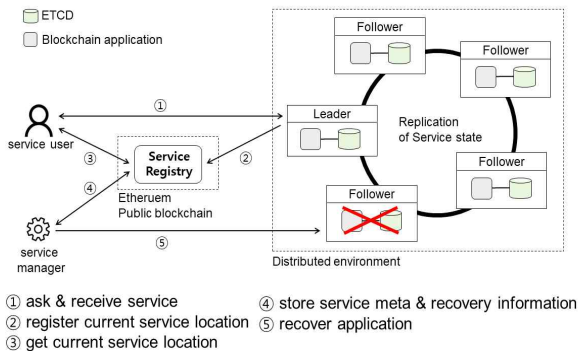 ETCD
Blockchain application
Follower
Follower
Leader
Replication
of Service state
Follower
Follower
①
②
③
④
⑤
service user
Service
Registry
Etheruem
Public blockchain
service
manager
Distributed environment
① ask & receive service
② register current service location
③ get current service location
④ store service meta & recovery information
⑤ recover application